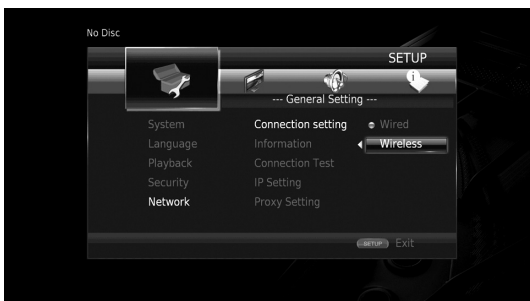 No Disc
SETUP
--- General Setting ---
System
Connection setting
Wired
Language
Information
Wireless
Playback
Connection Test
Security
IP Setting
Network
Proxy Setting
SETUP Exit